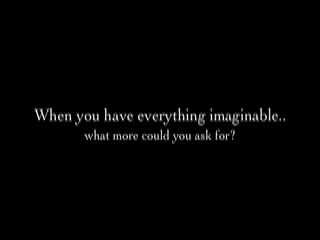 When you have everything imaginable..
what more could you ask for?